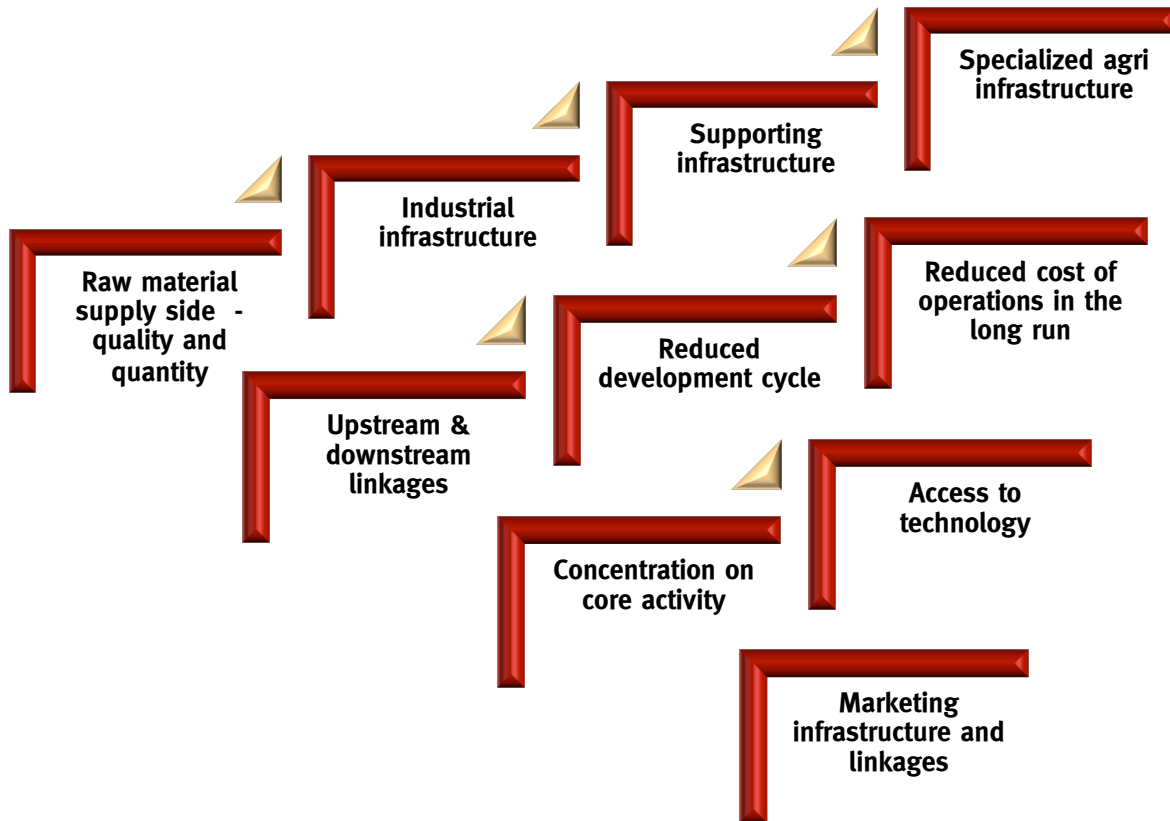 Raw material
supply side -
quality and
quantity
Industrial
infrastructure
Supporting
infrastructure
Specialized agri
infrastructure
Upstream &
downstream
linkages
Reduced
development cycle
Reduced cost of
operations in the
long run
Concentration on
core activity
Access to
technology
Marketing
infrastructure and
linkages